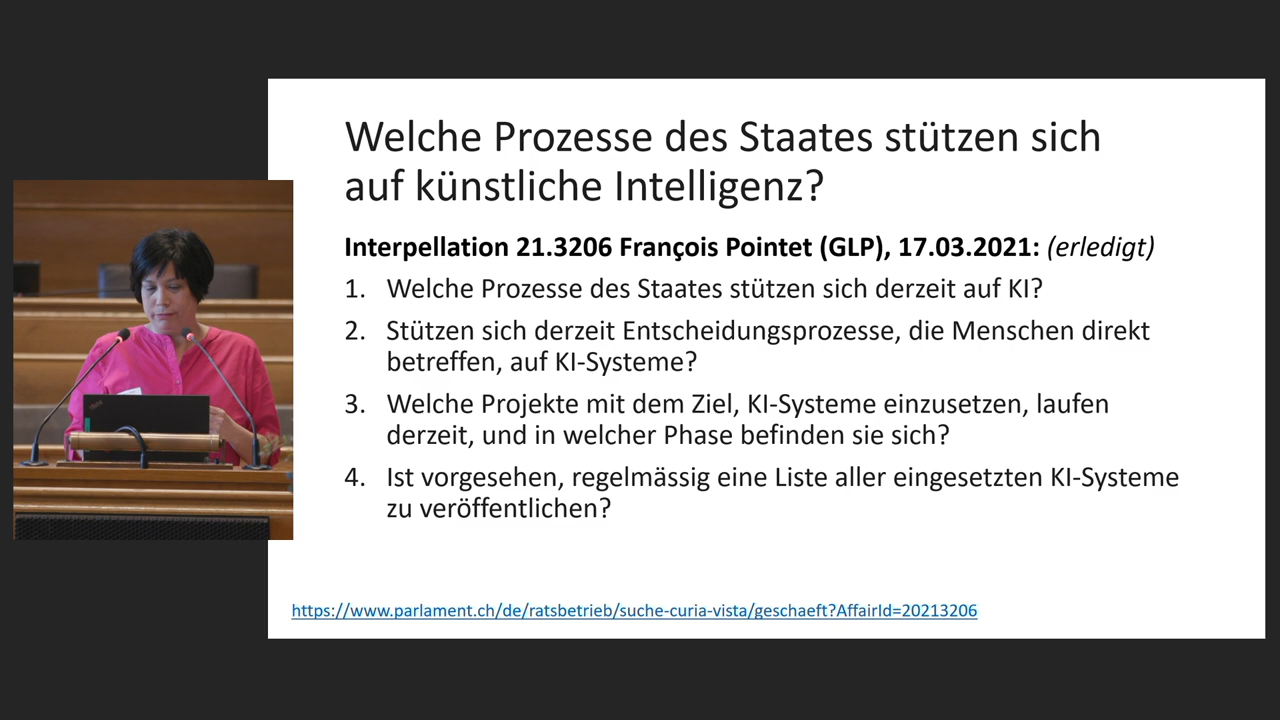 Welche Prozesse des Staates stützen sich
auf künstliche Intelligenz?
Interpellation 21.3206 François Pointet (GLP), 17.03.2021: (erledigt)
1. Welche Prozesse des Staates stützen sich derzeit auf KI?
2. Stützen sich derzeit Entscheidungsprozesse, die Menschen direkt
betreffen, auf KI-Systeme?
3. Welche Projekte mit dem Ziel, KI-Systeme einzusetzen, laufen
derzeit, und in welcher Phase befinden sie sich?
4. Ist vorgesehen, regelmässig eine Liste aller eingesetzten KI-Systeme
zu veröffentlichen?
https://www.parlament.ch/de/ratsbetrieb/suche-curia-vista/geschaeft?AffairId=20213206